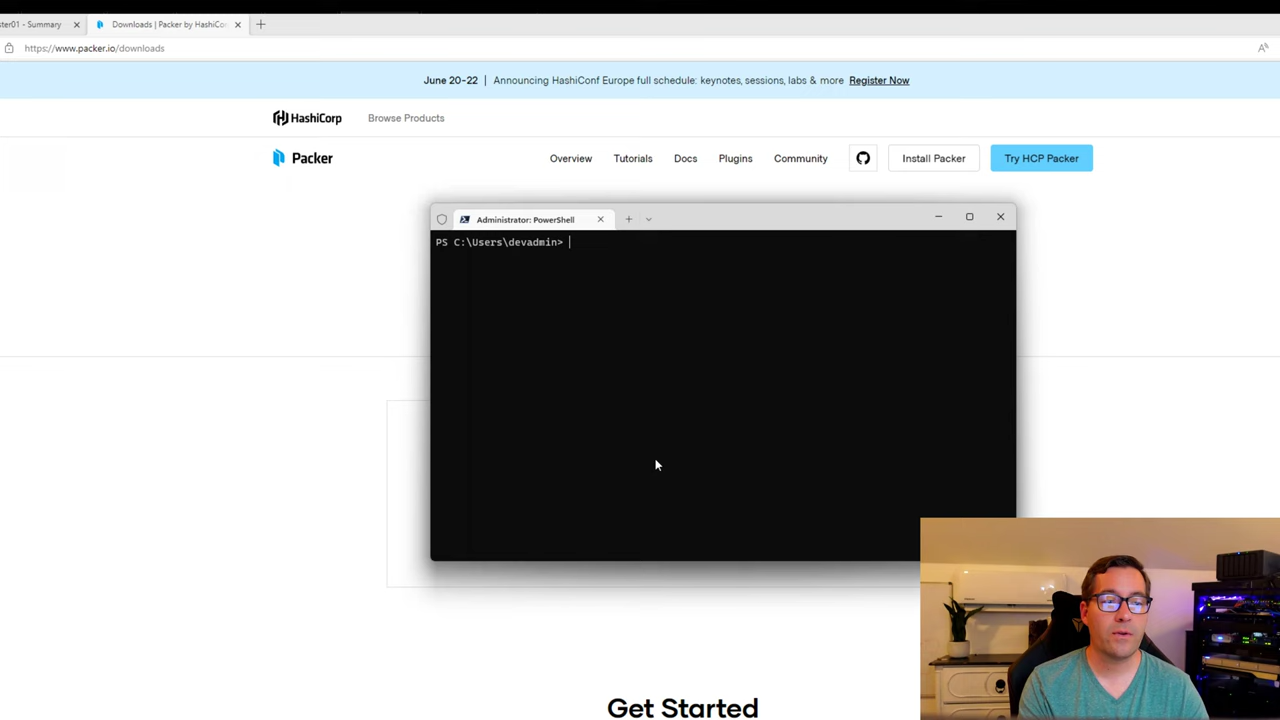 ter01 - Summary
Downloads | Packer by HashiCo
https://www.packer.io/downloads
June 20-22 | Announcing HashiConf Europe full schedule: keynotes, sessions, labs & more Register Now
HashiCorp Browse Products
Packer Overview Tutorials Docs Plugins Community Install Packer Try HCP Packer
Administrator: PowerShell
PS C:\Users\devadmin>
Get Started